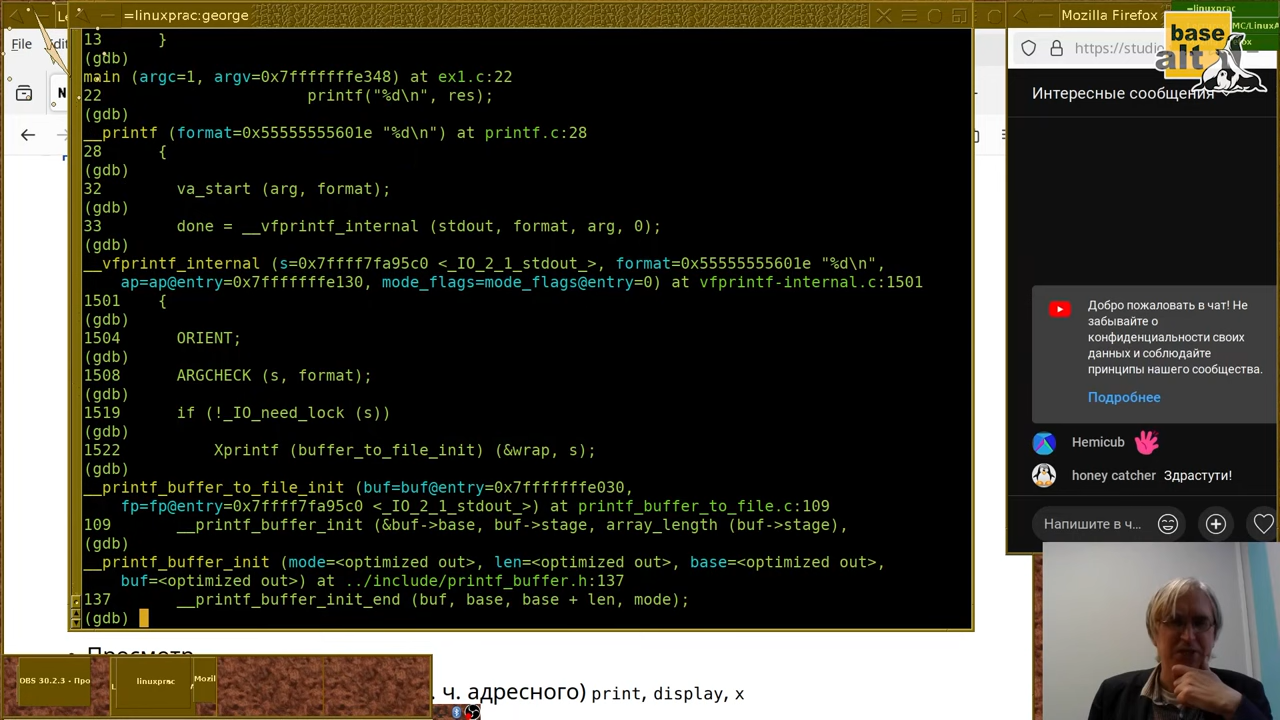 =linuxprac:george
File
Mozilla Firefox
=linuxprac
base
alt
https://studio
Интересные сообщения
13      }
(gdb)
main (argc=1, argv=0x7fffffffe348) at ex1.c:22
22                      printf("%d\n", res);
(gdb)
__printf (format=0x55555555601e "%d\n") at printf.c:28
28      {
(gdb)
32        va_start (arg, format);
(gdb)
33        done = __vfprintf_internal (stdout, format, arg, 0);
(gdb)
__vfprintf_internal (s=0x7ffff7fa95c0 <_IO_2_1_stdout_>, format=0x55555555601e "%d\n",
    ap=ap@entry=0x7fffffffe130, mode_flags=mode_flags@entry=0) at vfprintf-internal.c:1501
1501    {
(gdb)
1504      ORIENT;
(gdb)
1508      ARGCHECK (s, format);
(gdb)
1519      if (!_IO_need_lock (s))
(gdb)
1522          Xprintf (buffer_to_file_init) (&wrap, s);
(gdb)
__printf_buffer_to_file_init (buf=buf@entry=0x7fffffffe030,
    fp=fp@entry=0x7ffff7fa95c0 <_IO_2_1_stdout_>) at printf_buffer_to_file.c:109
109       __printf_buffer_init (&buf->base, buf->stage, array_length (buf->stage),
(gdb)
__printf_buffer_init (mode=<optimized out>, len=<optimized out>, base=<optimized out>,
    buf=<optimized out>) at ../include/printf_buffer.h:137
137       __printf_buffer_init_end (buf, base, base + len, mode);
(gdb)
Добро пожаловать в чат! Не
забывайте о
конфиденциальности своих
данных и соблюдайте
принципы нашего сообщества.
Подробнее
Hemicub
honey catcher Здрастути!
Напишите в ч...
Просмотр
ч. адресного) print, display, x
OBS 30.2.3 - Про
linuxprac
Mozil